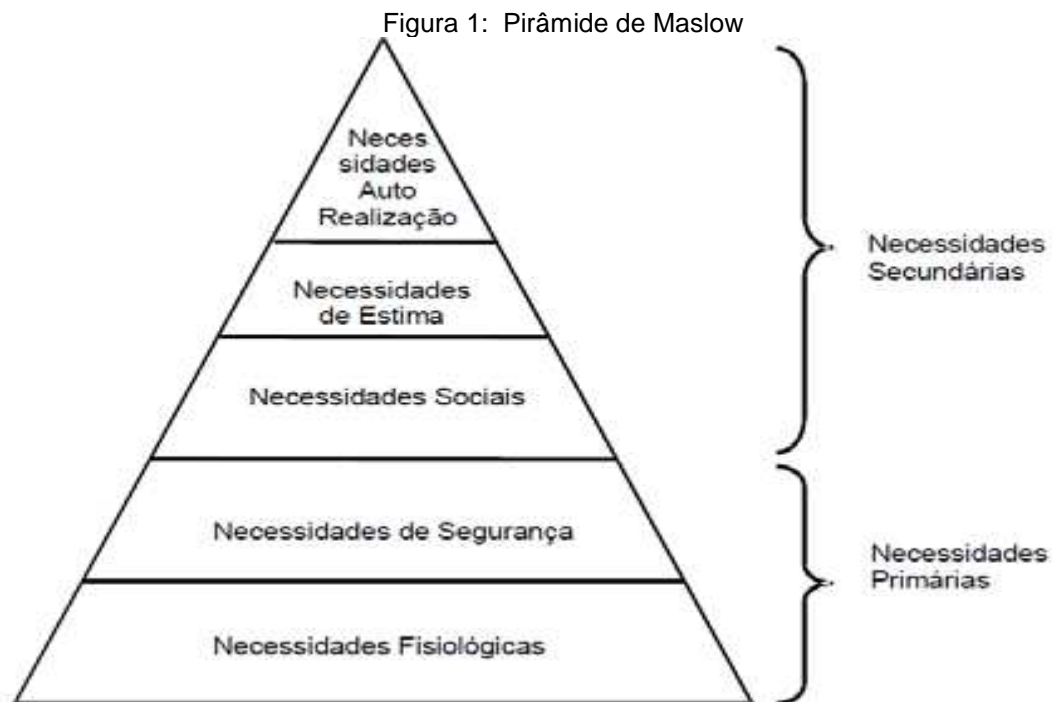 Figura 1: Pirâmide de Maslow
Neces
sidades
Auto
Realização
Necessidades
de Estima
Necessidades Sociais
Necessidades de Segurança
Necessidades Fisiológicas
Necessidades
Secundárias
Necessidades
Primárias